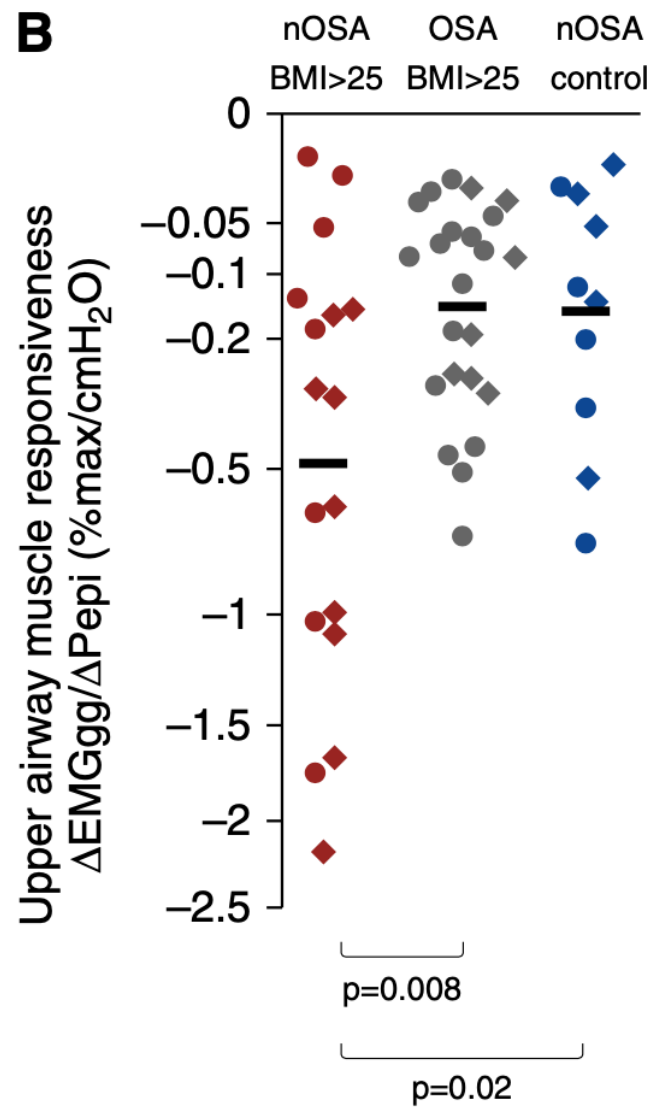 B
nOSA OSA nOSA
BMI>25 BMI>25 control
0
−0.05
−0.1
−0.2
−0.5
−1
−1.5
−2
−2.5
Upper airway muscle responsiveness
ΔEMGgg/ΔPepi (%max/cmH₂O)
p=0.008
p=0.02